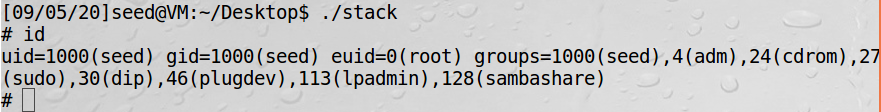 [09/05/20]seed@VM:~/Desktop$ ./stack
# id
uid=1000(seed) gid=1000(seed) euid=0(root) groups=1000(seed),4(adm),24(cdrom),27
(sudo),30(dip),46(plugdev),113(lpadmin),128(sambashare)
#